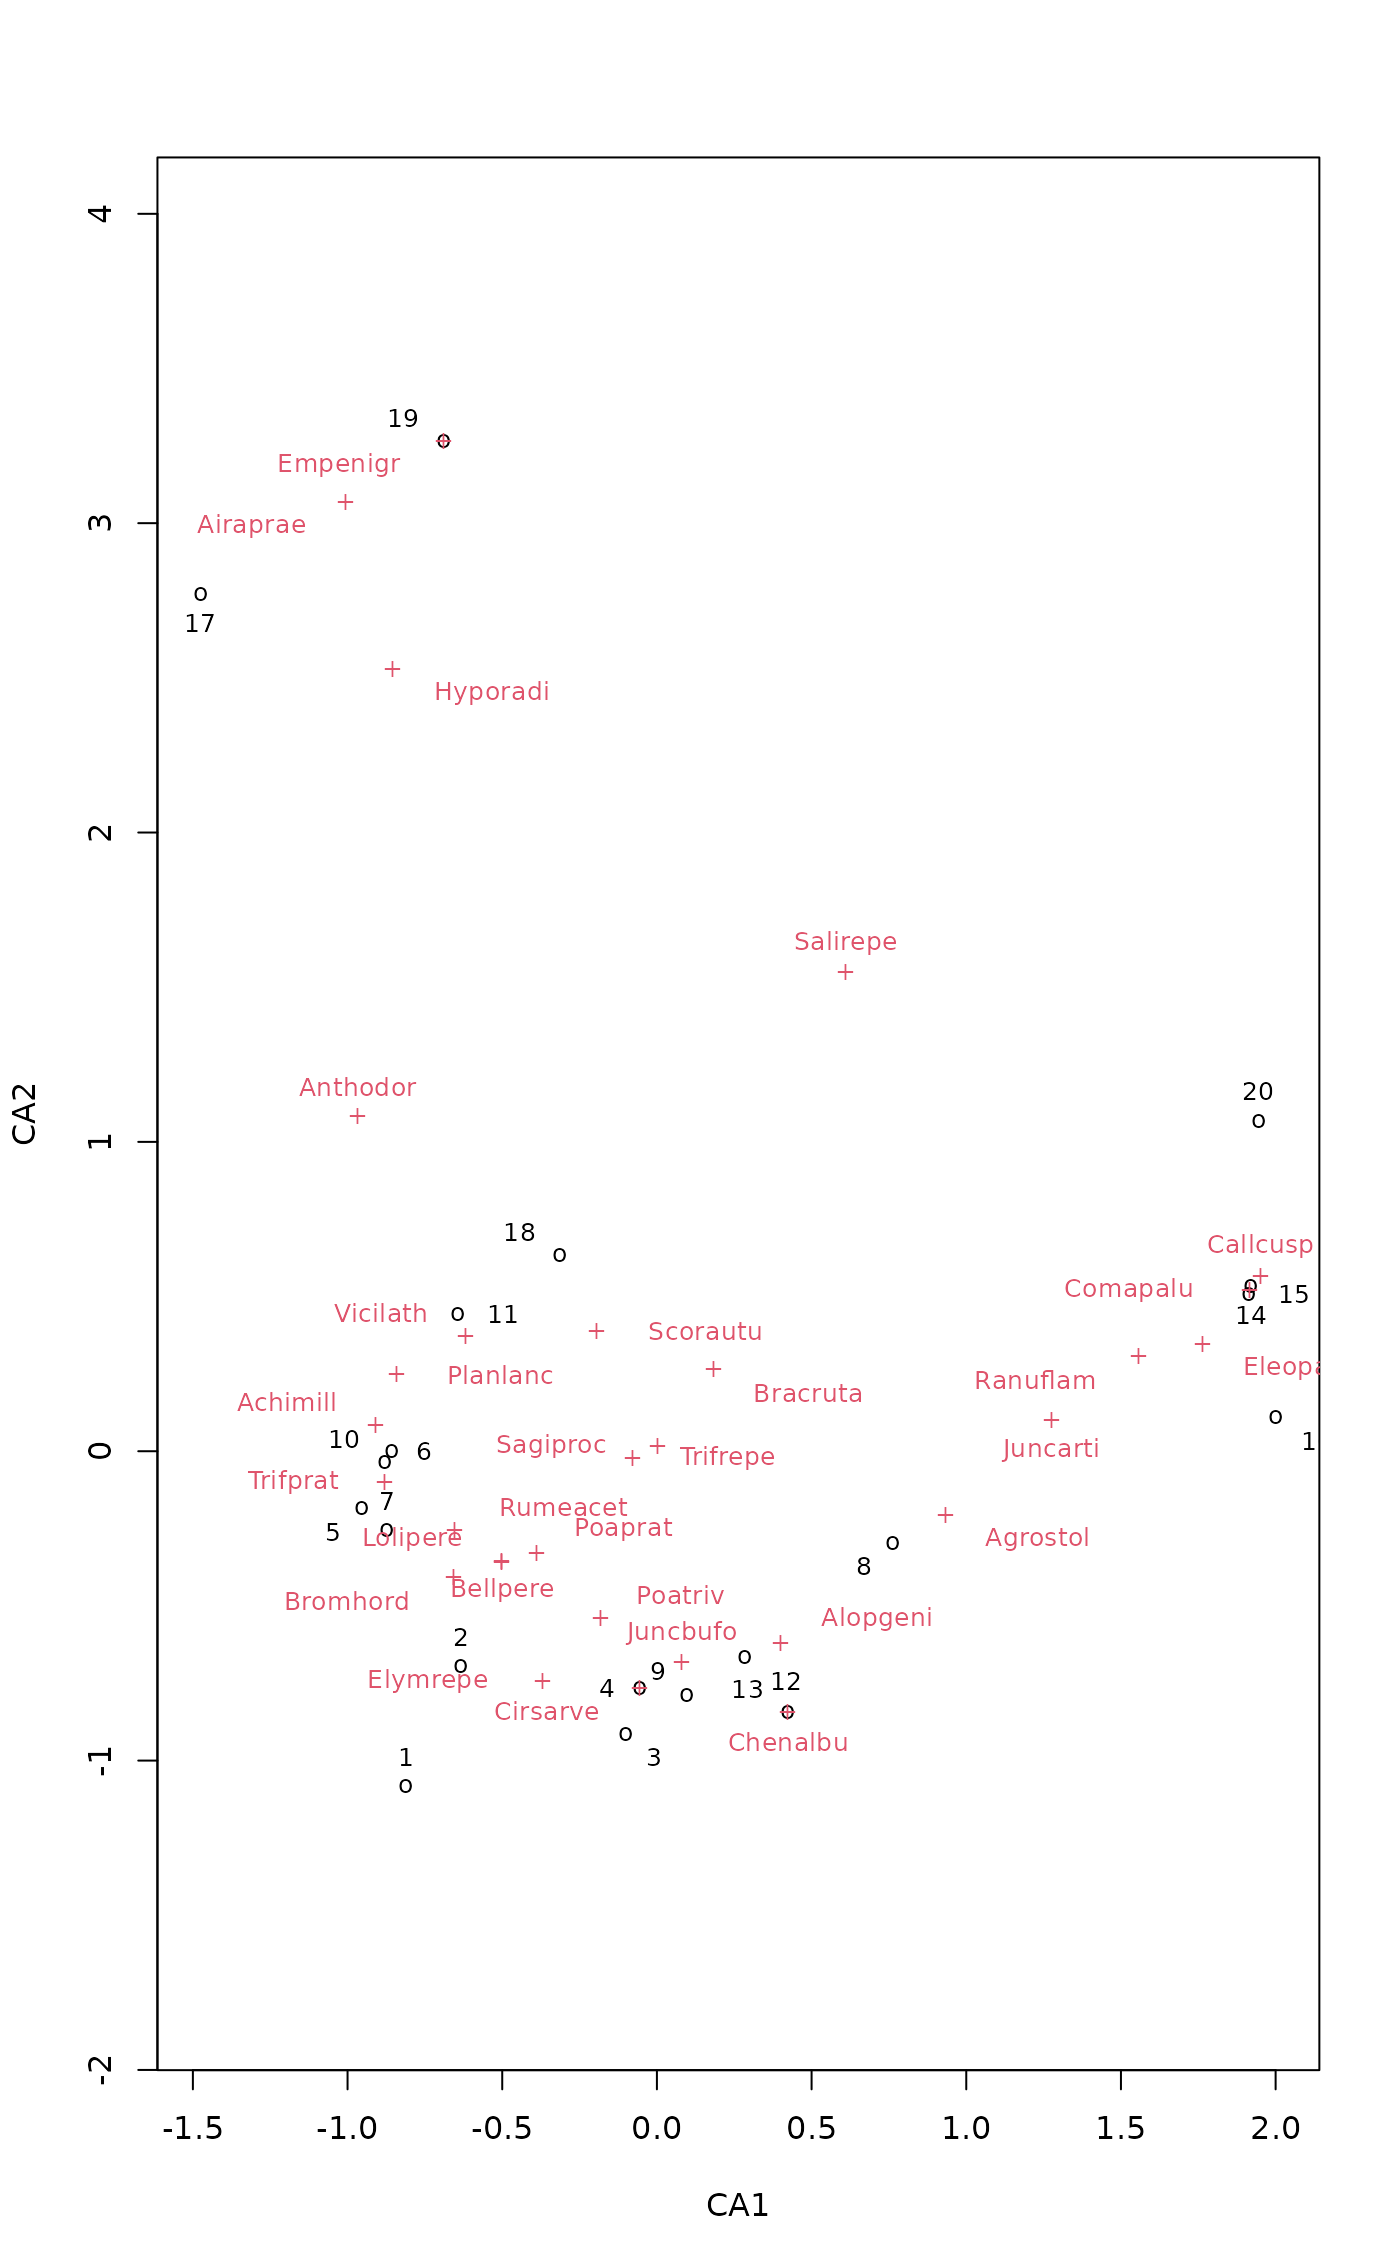 4
19
Empenigr
3
Airaprae
17
Hyporadi
2
Salirepe
Anthodor
20
CA2
1
18
Callcusp
Comapalu
15
Vicilath
11
14
Scorautu
Eleopa
Planlanc
Ranuflam
Bracruta
Achimill
10
Sagiproc
1
0
6
Juncarti
Trifrepe
Trifprat
7
Rumeacet
5
Poaprat
Lolipere
Agrostol
8
Bellpere
Poatriv
Bromhord
Alopgeni
2
Juncbufo
9
Elymrepe
4
12
13
Cirsarve
Chenalbu
1
3
-1
-2
-1.5 -1.0 -0.5 0.0 0.5 1.0 1.5 2.0
CA1